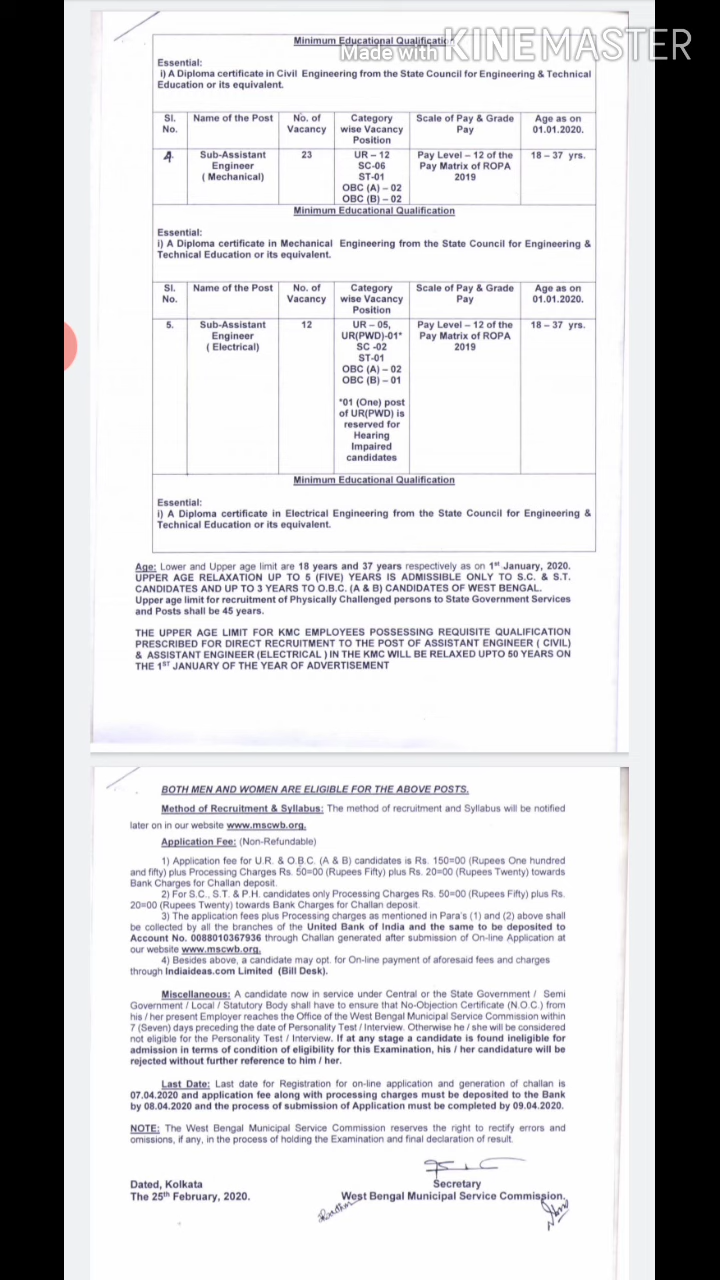 Made with KINEMASTER
Minimum Educational Qualification
Essential:
i) A Diploma certificate in Civil Engineering from the State Council for Engineering & Technical
Education or its equivalent.
Sl. No. Name of the Post No. of Vacancy Category wise Vacancy Position Scale of Pay & Grade Pay Age as on 01.01.2020.
4. Sub-Assistant Engineer ( Mechanical) 23 UR – 12 Pay Level – 12 of the Pay Matrix of ROPA 2019 18 – 37 yrs.
SC-06
ST-01
OBC (A) – 02
OBC (B) – 02
Minimum Educational Qualification
Essential:
i) A Diploma certificate in Mechanical Engineering from the State Council for Engineering &
Technical Education or its equivalent.
Sl. No. Name of the Post No. of Vacancy Category wise Vacancy Position Scale of Pay & Grade Pay Age as on 01.01.2020.
5. Sub-Assistant Engineer ( Electrical) 12 UR – 05, Pay Level – 12 of the Pay Matrix of ROPA 2019 18 – 37 yrs.
UR(PWD)-01*
SC -02
ST-01
OBC (A) – 02
OBC (B) – 01
*01 (One) post
of UR(PWD) is
reserved for
Hearing
Impaired
candidates
Minimum Educational Qualification
Essential:
i) A Diploma certificate in Electrical Engineering from the State Council for Engineering &
Technical Education or its equivalent.
Age: Lower and Upper age limit are 18 years and 37 years respectively as on 1st January, 2020.
UPPER AGE RELAXATION UP TO 5 (FIVE) YEARS IS ADMISSIBLE ONLY TO S.C. & S.T.
CANDIDATES AND UP TO 3 YEARS TO O.B.C. (A & B) CANDIDATES OF WEST BENGAL.
Upper age limit for recruitment of Physically Challenged persons to State Government Services
and Posts shall be 45 years.
THE UPPER AGE LIMIT FOR KMC EMPLOYEES POSSESSING REQUISITE QUALIFICATION
PRESCRIBED FOR DIRECT RECRUITMENT TO THE POST OF ASSISTANT ENGINEER ( CIVIL)
& ASSISTANT ENGINEER (ELECTRICAL ) IN THE KMC WILL BE RELAXED UPTO 50 YEARS ON
THE 1ST JANUARY OF THE YEAR OF ADVERTISEMENT
BOTH MEN AND WOMEN ARE ELIGIBLE FOR THE ABOVE POSTS.
Method of Recruitment & Syllabus: The method of recruitment and Syllabus will be notified
later on in our website www.mscwb.org.
Application Fee: (Non-Refundable)
1) Application fee for U.R. & O.B.C. (A & B) candidates is Rs. 150=00 (Rupees One hundred
and fifty) plus Processing Charges Rs. 50=00 (Rupees Fifty) plus Rs. 20=00 (Rupees Twenty) towards
Bank Charges for Challan deposit.
2) For S.C., S.T. & P.H. candidates only Processing Charges Rs. 50=00 (Rupees Fifty) plus Rs.
20=00 (Rupees Twenty) towards Bank Charges for Challan deposit.
3) The application fees plus Processing charges as mentioned in Para's (1) and (2) above shall
be collected by all the branches of the United Bank of India and the same to be deposited to
Account No. 0088010367936 through Challan generated after submission of On-line Application at
our website www.mscwb.org.
4) Besides above, a candidate may opt. for On-line payment of aforesaid fees and charges
through Indiaideas.com Limited (Bill Desk).
Miscellaneous: A candidate now in service under Central or the State Government / Semi
Government / Local / Statutory Body shall have to ensure that No-Objection Certificate (N.O.C.) from
his / her present Employer reaches the Office of the West Bengal Municipal Service Commission within
7 (Seven) days preceding the date of Personality Test / Interview. Otherwise he / she will be considered
not eligible for the Personality Test / Interview. If at any stage a candidate is found ineligible for
admission in terms of condition of eligibility for this Examination, his / her candidature will be
rejected without further reference to him / her.
Last Date: Last date for Registration for on-line application and generation of challan is
07.04.2020 and application fee along with processing charges must be deposited to the Bank
by 08.04.2020 and the process of submission of Application must be completed by 09.04.2020.
NOTE: The West Bengal Municipal Service Commission reserves the right to rectify errors and
omissions, if any, in the process of holding the Examination and final declaration of result.
Dated, Kolkata Secretary
The 25th February, 2020. West Bengal Municipal Service Commission.